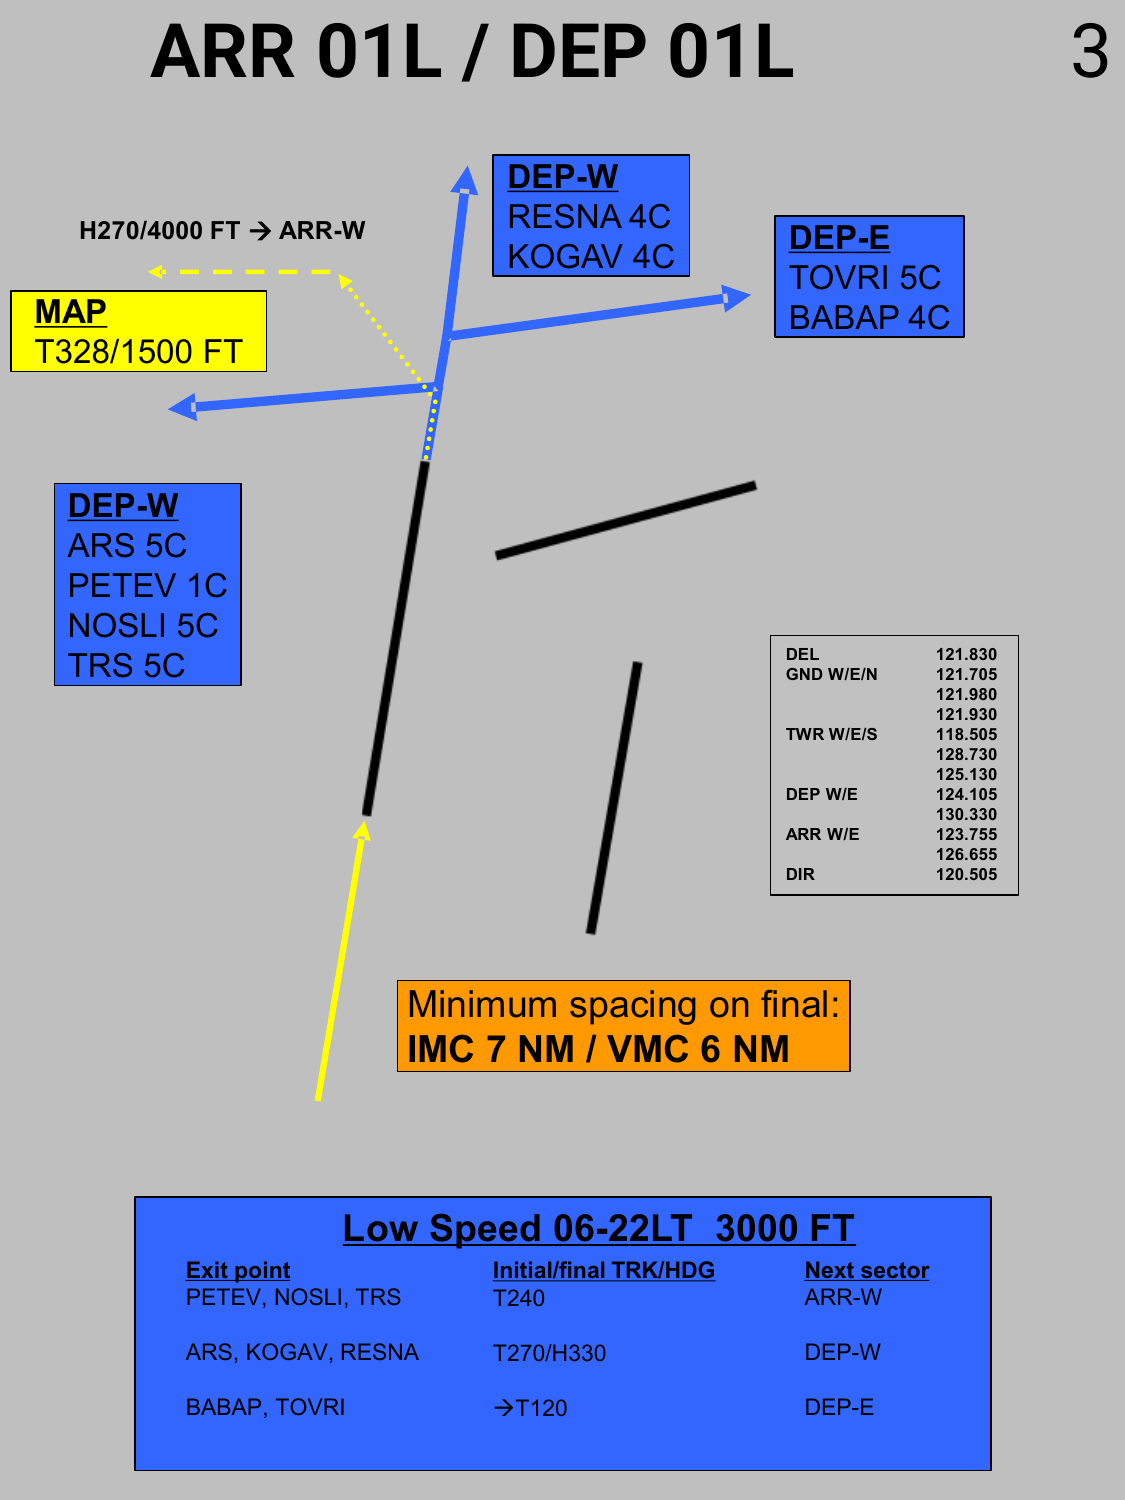 ARR 01L / DEP 01L
3
DEP-W
RESNA 4C
KOGAV 4C
DEP-E
TOVRI 5C
BABAP 4C
H270/4000 FT → ARR-W
MAP
T328/1500 FT
DEP-W
ARS 5C
PETEV 1C
NOSLI 5C
TRS 5C
DEL 121.830
GND W/E/N 121.705
121.980
121.930
TWR W/E/S 118.505
128.730
125.130
DEP W/E 124.105
130.330
ARR W/E 123.755
126.655
DIR 120.505
Minimum spacing on final:
IMC 7 NM / VMC 6 NM
Low Speed 06-22LT 3000 FT
Exit point Initial/final TRK/HDG Next sector
PETEV, NOSLI, TRS T240 ARR-W
ARS, KOGAV, RESNA T270/H330 DEP-W
BABAP, TOVRI →T120 DEP-E